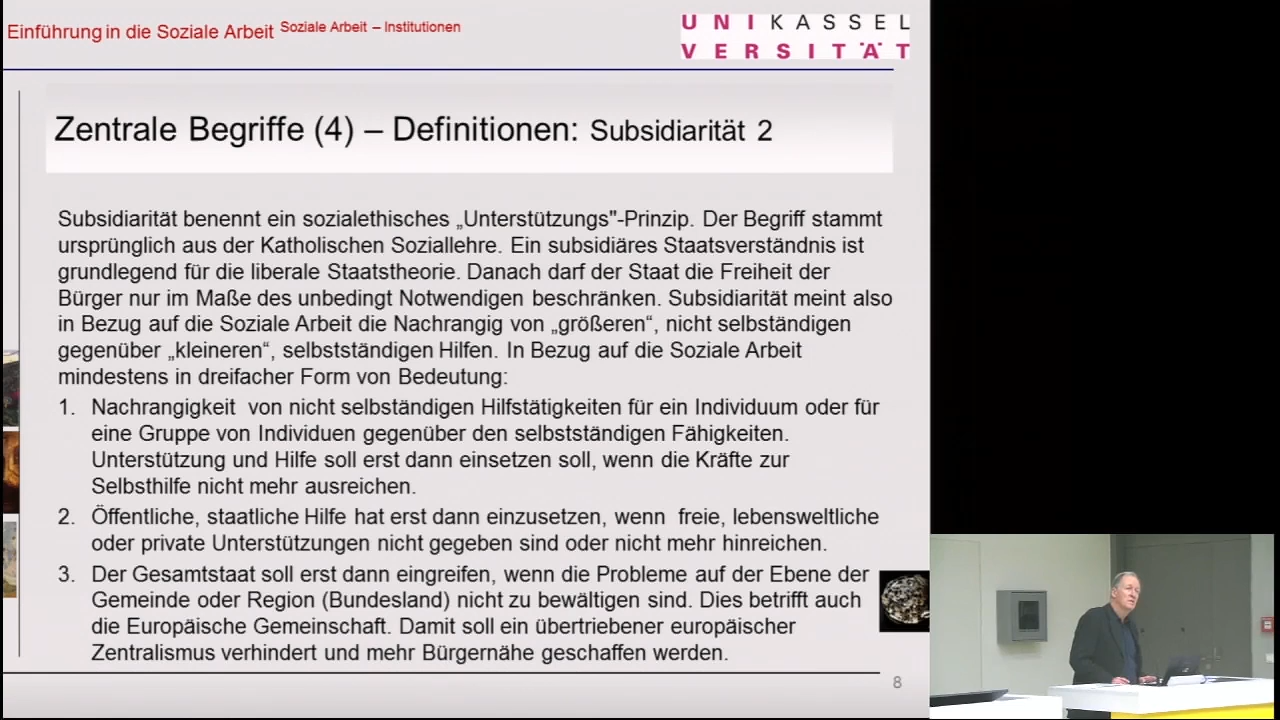 Einführung in die Soziale Arbeit Soziale Arbeit – Institutionen
UNIKASSEL
VERSITÄT
Zentrale Begriffe (4) – Definitionen: Subsidiarität 2
Subsidiarität benennt ein sozialethisches „Unterstützungs"-Prinzip. Der Begriff stammt
ursprünglich aus der Katholischen Soziallehre. Ein subsidiäres Staatsverständnis ist
grundlegend für die liberale Staatstheorie. Danach darf der Staat die Freiheit der
Bürger nur im Maße des unbedingt Notwendigen beschränken. Subsidiarität meint also
in Bezug auf die Soziale Arbeit die Nachrangig von „größeren“, nicht selbständigen
gegenüber „kleineren“, selbstständigen Hilfen. In Bezug auf die Soziale Arbeit
mindestens in dreifacher Form von Bedeutung:
1. Nachrangigkeit von nicht selbständigen Hilfstätigkeiten für ein Individuum oder für
eine Gruppe von Individuen gegenüber den selbstständigen Fähigkeiten.
Unterstützung und Hilfe soll erst dann einsetzen soll, wenn die Kräfte zur
Selbsthilfe nicht mehr ausreichen.
2. Öffentliche, staatliche Hilfe hat erst dann einzusetzen, wenn freie, lebensweltliche
oder private Unterstützungen nicht gegeben sind oder nicht mehr hinreichen.
3. Der Gesamtstaat soll erst dann eingreifen, wenn die Probleme auf der Ebene der
Gemeinde oder Region (Bundesland) nicht zu bewältigen sind. Dies betrifft auch
die Europäische Gemeinschaft. Damit soll ein übertriebener europäischer
Zentralismus verhindert und mehr Bürgernähe geschaffen werden.
8